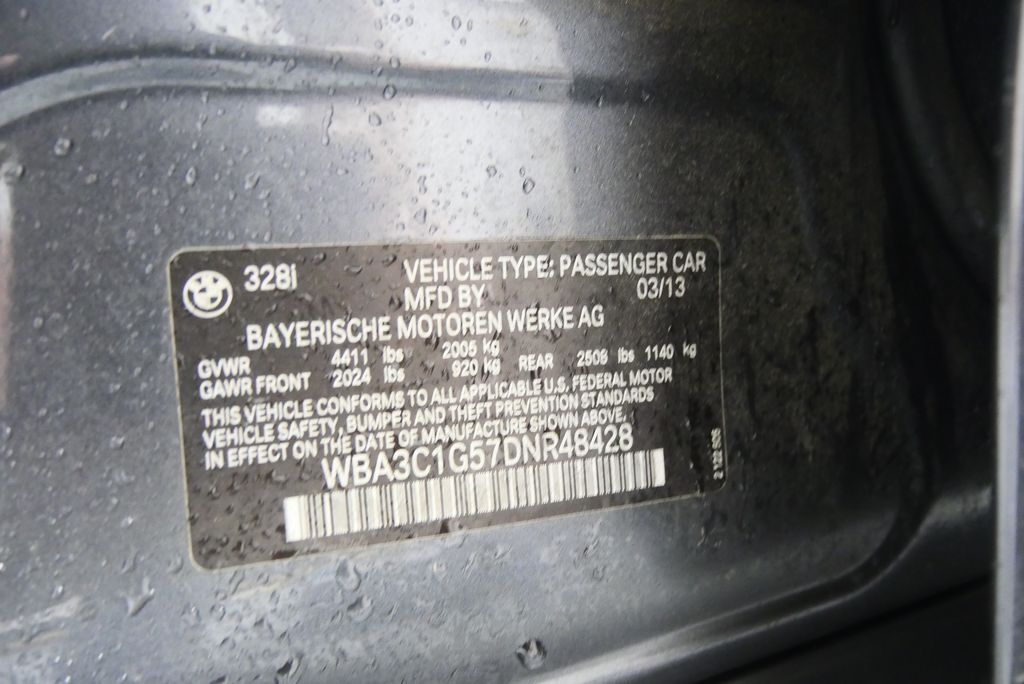 328i VEHICLE TYPE: PASSENGER CAR
MFD BY 03/13
BAYERISCHE MOTOREN WERKE AG
GVWR 4411 lbs 2005 kg
GAWR FRONT 2024 lbs 920 kg REAR 2506 lbs 1140 kg
THIS VEHICLE CONFORMS TO ALL APPLICABLE U.S. FEDERAL MOTOR
VEHICLE SAFETY, BUMPER AND THEFT PREVENTION STANDARDS
IN EFFECT ON THE DATE OF MANUFACTURE SHOWN ABOVE.
WBA3C1G57DNR48428